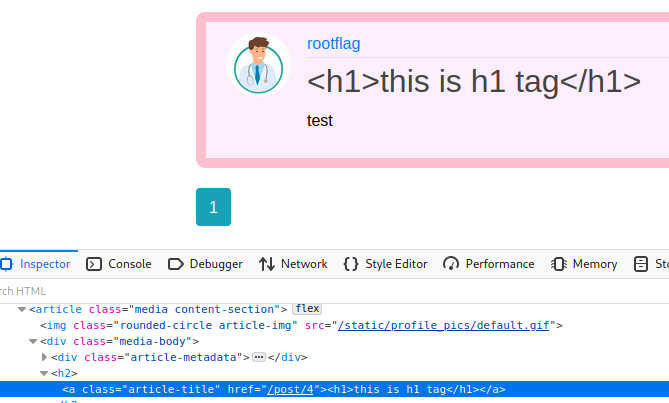 rootflag
<h1>this is h1 tag</h1>
test
1
Inspector Console Debugger Network Style Editor Performance Memory
rch HTML
<article class="media content-section"> flex
<img class="rounded-circle article-img" src="/static/profile_pics/default.gif">
<div class="media-body">
<div class="article-metadata"> ⋯ </div>
<h2>
<a class="article-title" href="/post/4"><h1>this is h1 tag</h1></a>